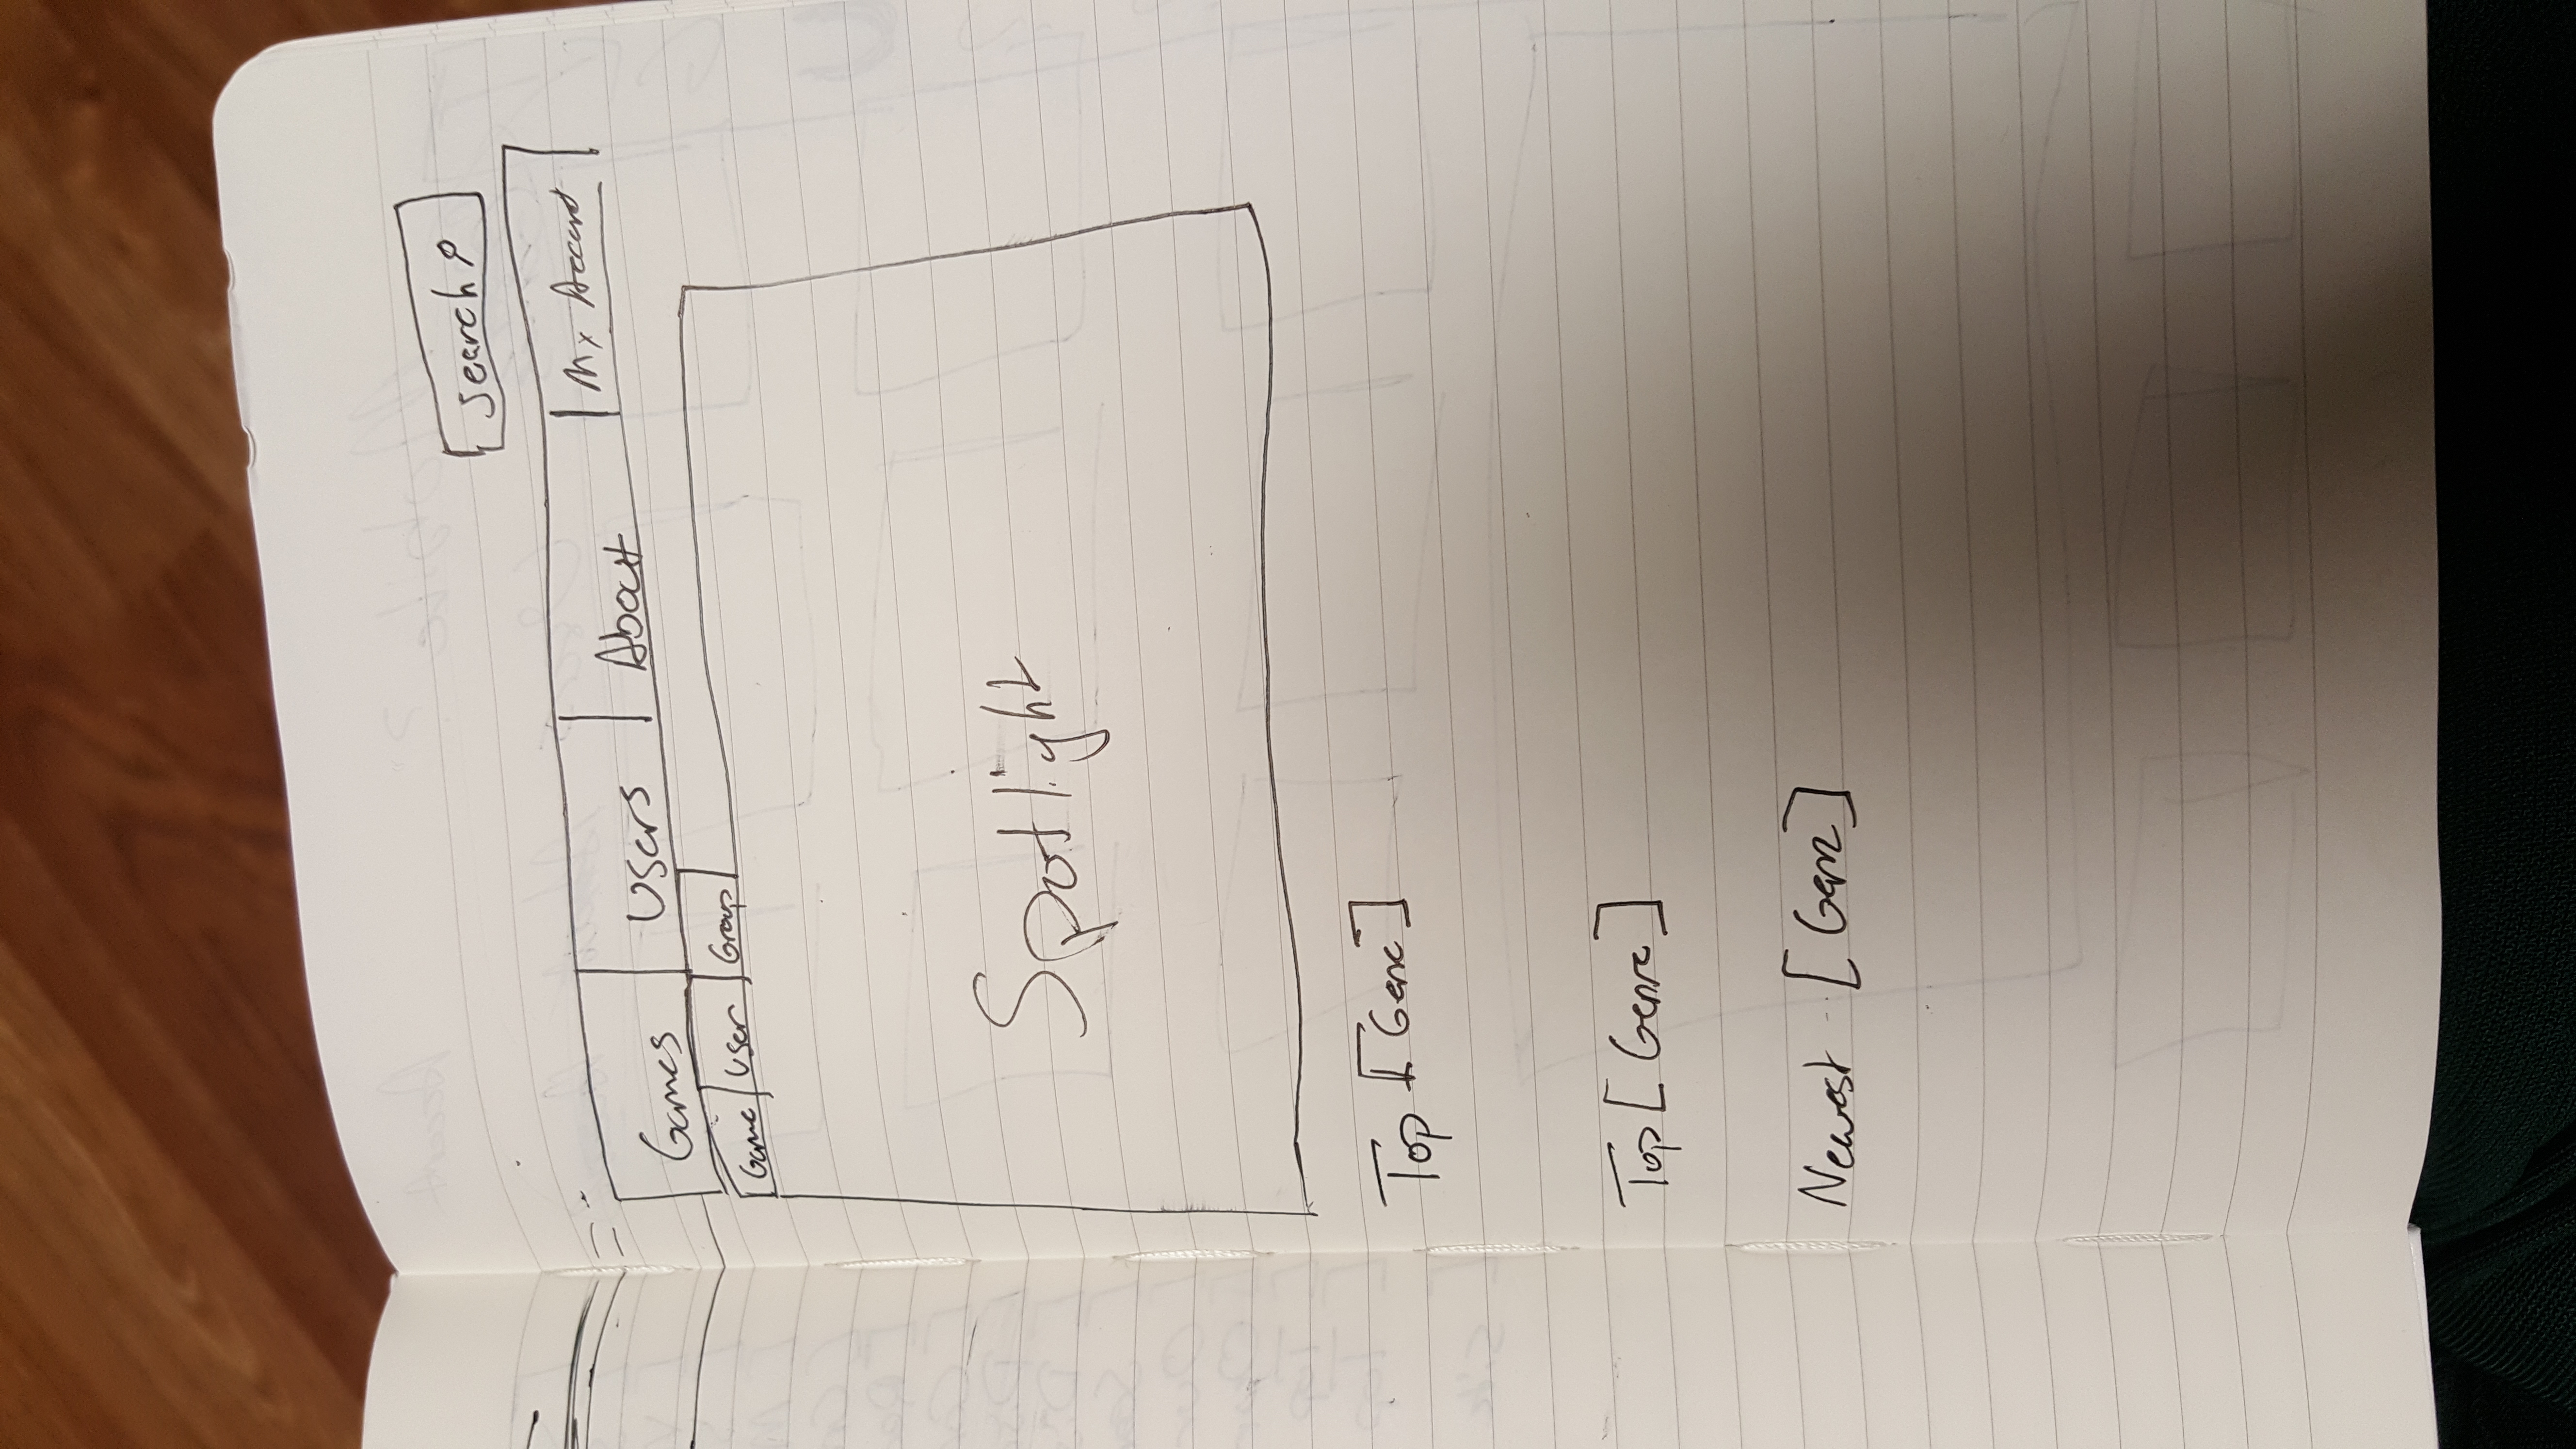 Search
Games Users About My Account
Game User Group
Spotlight
Top [Genre]
Top [Genre]
Newest [Genre]